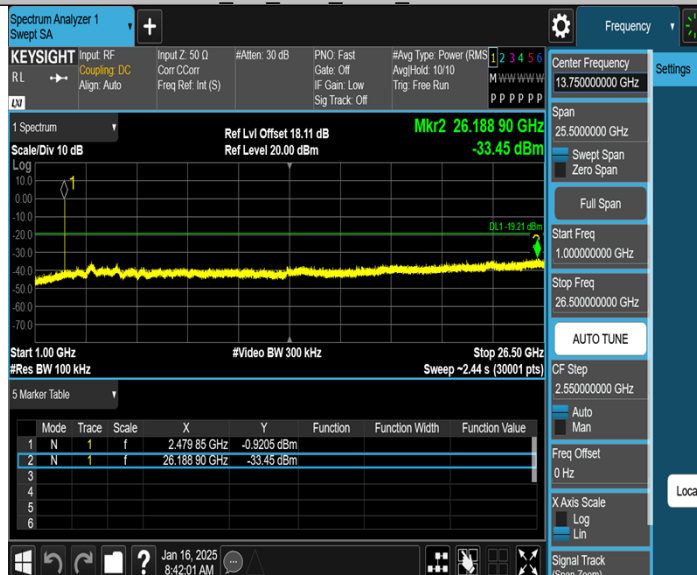 Spectrum Analyzer 1
Swept SA
Frequency
KEYSIGHT
RL
LXI
Input: RF
Coupling: DC
Align: Auto
Input Z: 50 Ω
Corr CCorr
Freq Ref: Int (S)
#Atten: 30 dB
PNO: Fast
Gate: Off
IF Gain: Low
Sig Track: Off
#Avg Type: Power (RMS
Avg|Hold: 10/10
Trig: Free Run
1 2 3 4 5 6
M W W W W W
P P P P P P
1 Spectrum
Scale/Div 10 dB
Ref Lvl Offset 18.11 dB
Ref Level 20.00 dBm
Mkr2 26.188 90 GHz
-33.45 dBm
Log
10.0
0.00
-10.0
-20.0
-30.0
-40.0
-50.0
-60.0
-70.0
1
DL1 -19.21 dBm
2
Start 1.00 GHz
#Res BW 100 kHz
#Video BW 300 kHz
Stop 26.50 GHz
Sweep ~2.44 s (30001 pts)
5 Marker Table
Mode Trace Scale X Y Function Function Width Function Value
1 N 1 f 2.479 85 GHz -0.9205 dBm
2 N 1 f 26.188 90 GHz -33.45 dBm
3
4
5
6
?
Jan 16, 2025
8:42:01 AM
Center Frequency
13.750000000 GHz
Settings
Span
25.5000000 GHz
Swept Span
Zero Span
Full Span
Start Freq
1.000000000 GHz
Stop Freq
26.500000000 GHz
AUTO TUNE
CF Step
2.550000000 GHz
Auto
Man
Freq Offset
0 Hz
Loca
X Axis Scale
Log
Lin
Signal Track
(Span Zoom)